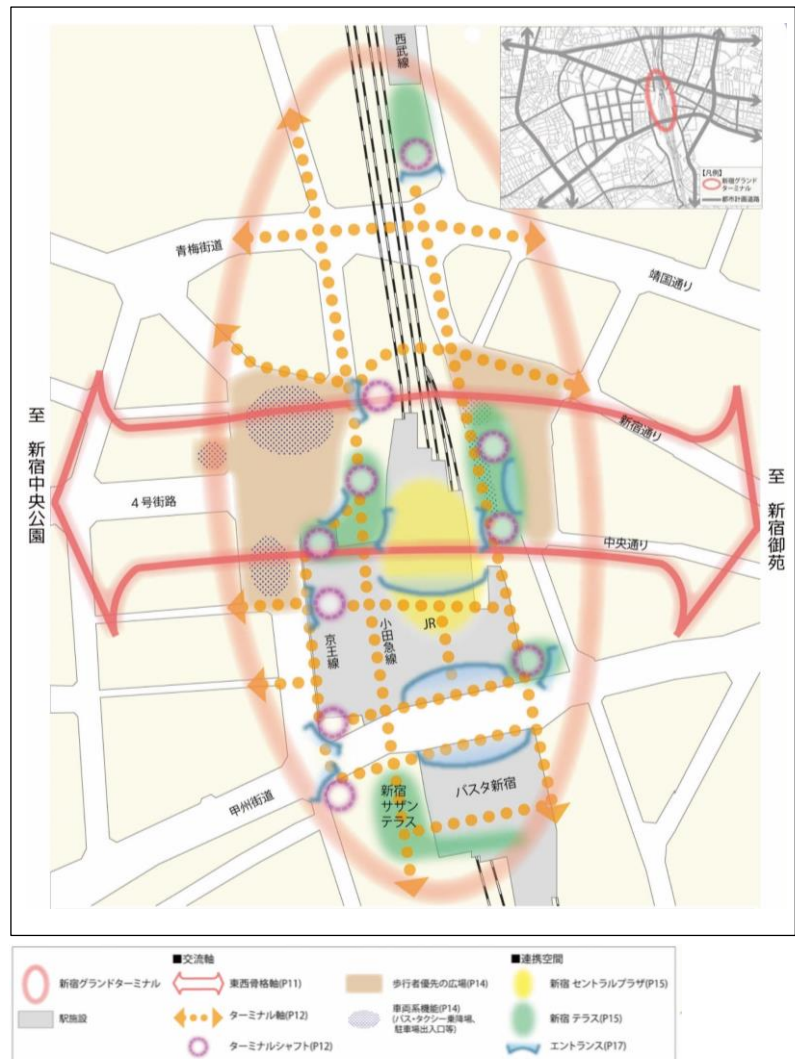 西武線
【凡例】
新宿グランド
ターミナル
都市計画道路
青梅街道
靖国通り
新宿通り
至 新宿中央公園
4号街路
至 新宿御苑
中央通り
JR
小田急線
京王線
甲州街道
新宿
サザン
テラス
バスタ新宿
■交流軸
■連携空間
新宿グランドターミナル
東西骨格軸(P11)
歩行者優先の広場(P14)
新宿 セントラルプラザ(P15)
駅施設
ターミナル軸(P12)
車両系機能(P14)
(バス・タクシー乗降場、
駐車場出入口等)
新宿 テラス(P15)
ターミナルシャフト(P12)
エントランス(P17)